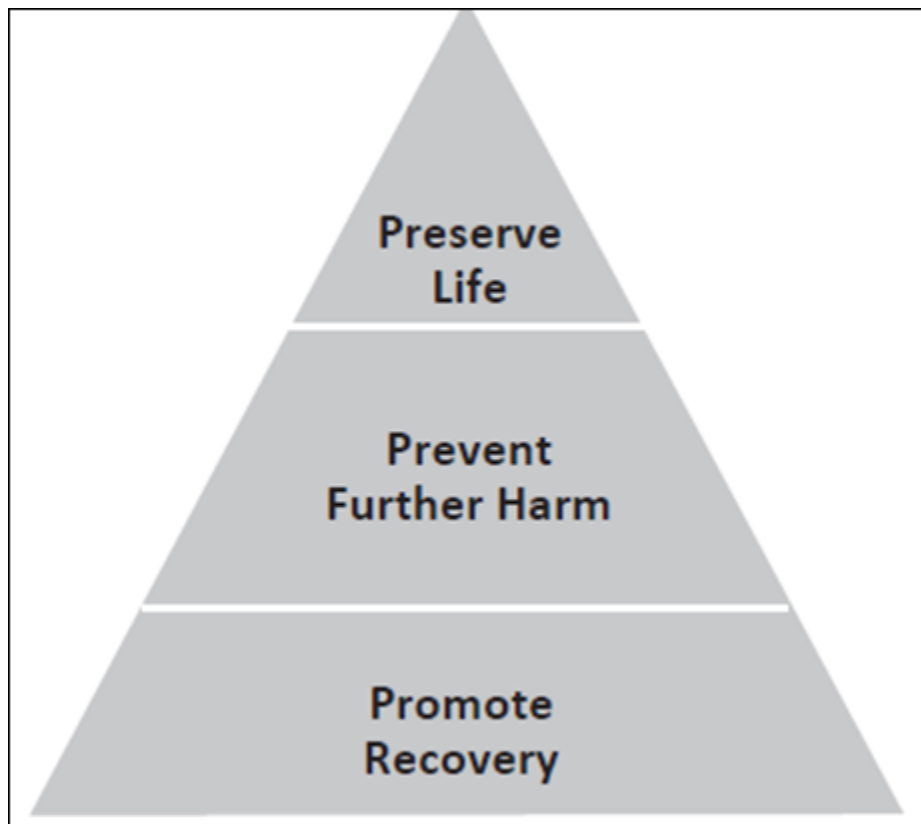 Preserve
Life
Prevent
Further Harm
Promote
Recovery